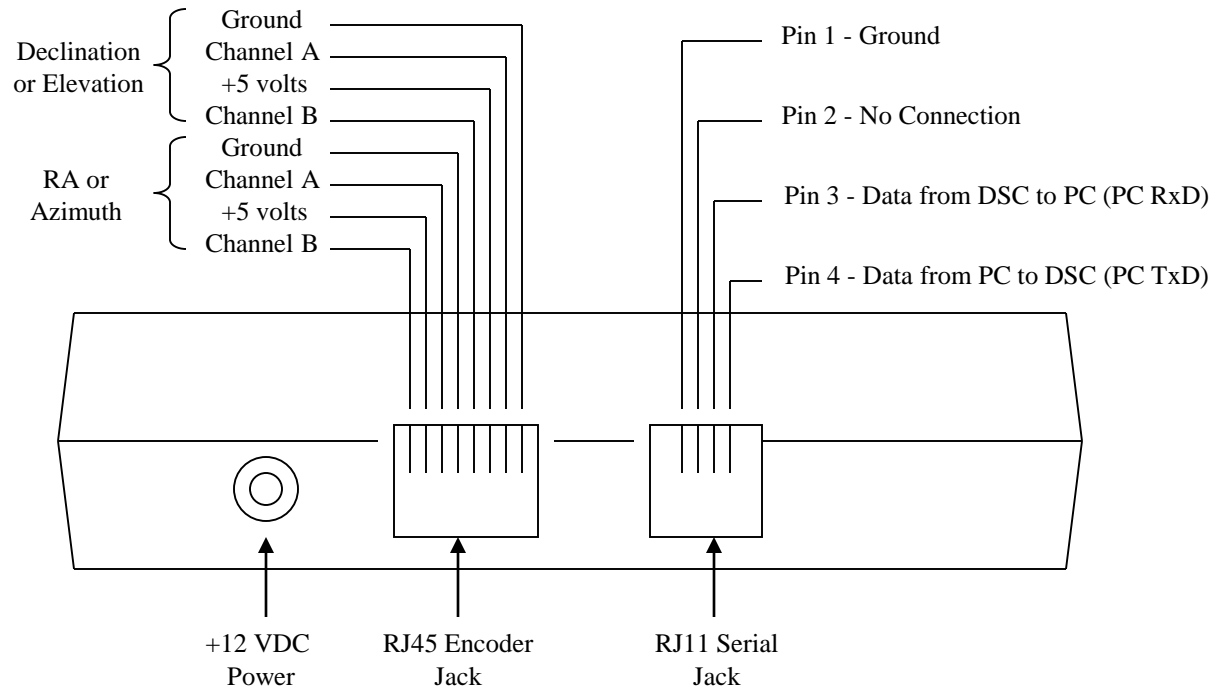 Declination
or Elevation
Ground
Channel A
+5 volts
Channel B
RA or
Azimuth
Ground
Channel A
+5 volts
Channel B
Pin 1 - Ground
Pin 2 - No Connection
Pin 3 - Data from DSC to PC (PC RxD)
Pin 4 - Data from PC to DSC (PC TxD)
+12 VDC
Power
RJ45 Encoder
Jack
RJ11 Serial
Jack